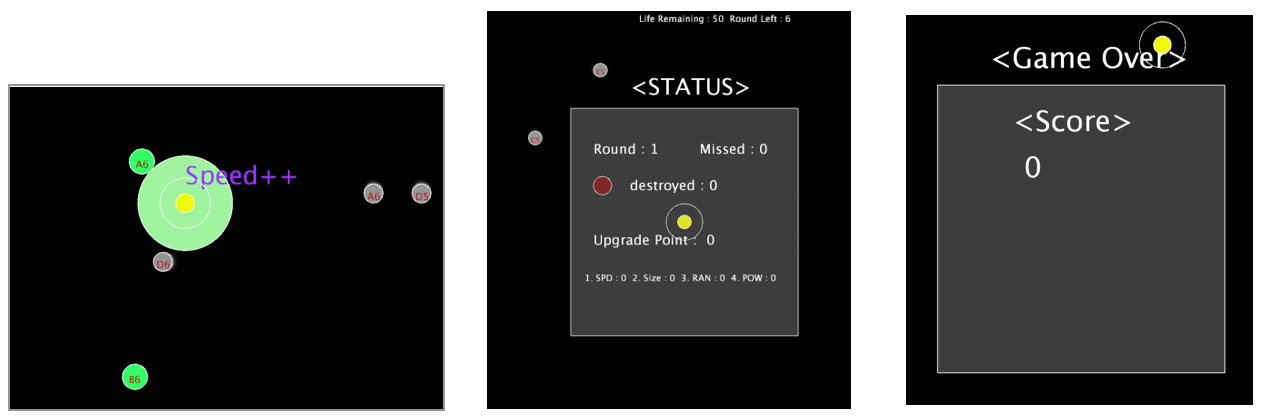 A6
Speed++
A6
D5
D6
B6
Life Remaining : 50 Round Left : 6
<STATUS>
Round : 1 Missed : 0
destroyed : 0
Upgrade Point : 0
1. SPD : 0 2. Size : 0 3. RAN : 0 4. POW : 0
<Game Over>
<Score>
0